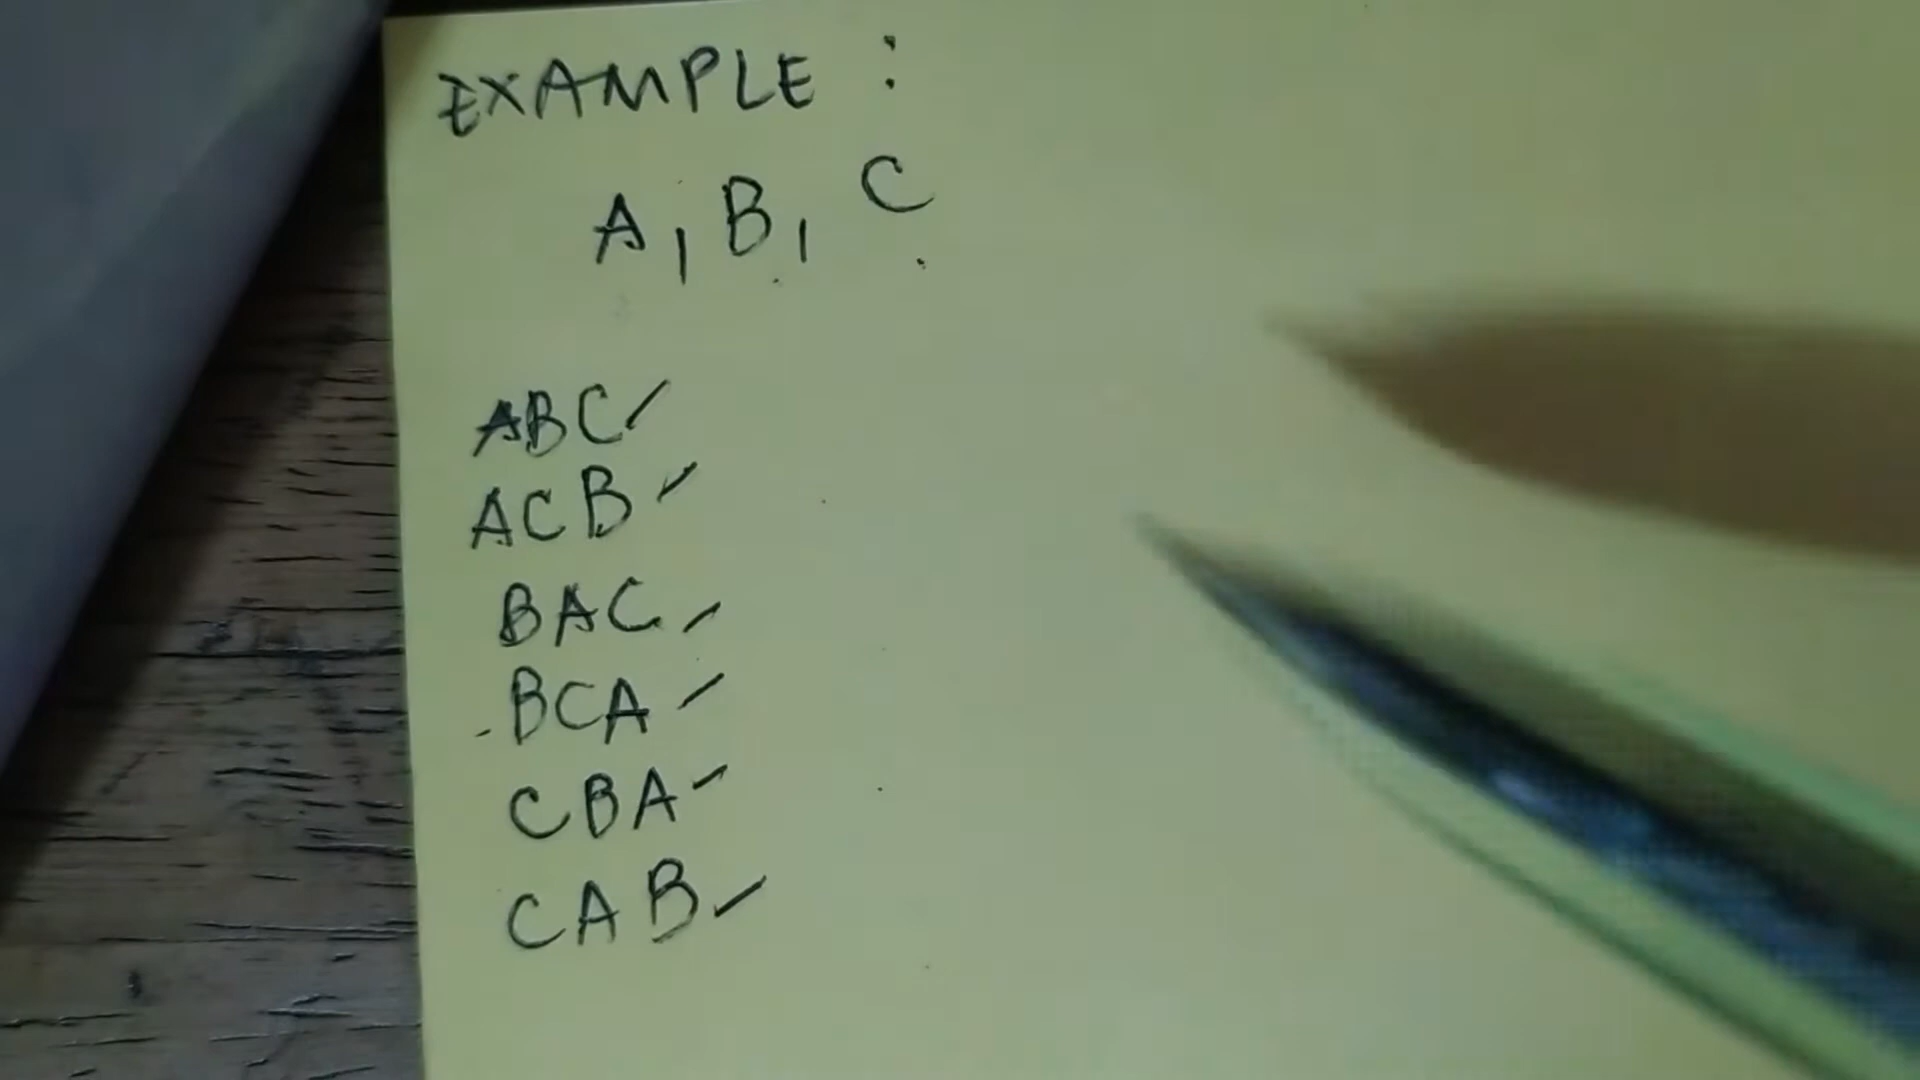 EXAMPLE :
A, B, C
ABC ✓
ACB ✓
BAC ✓
BCA ✓
CBA ✓
CAB ✓